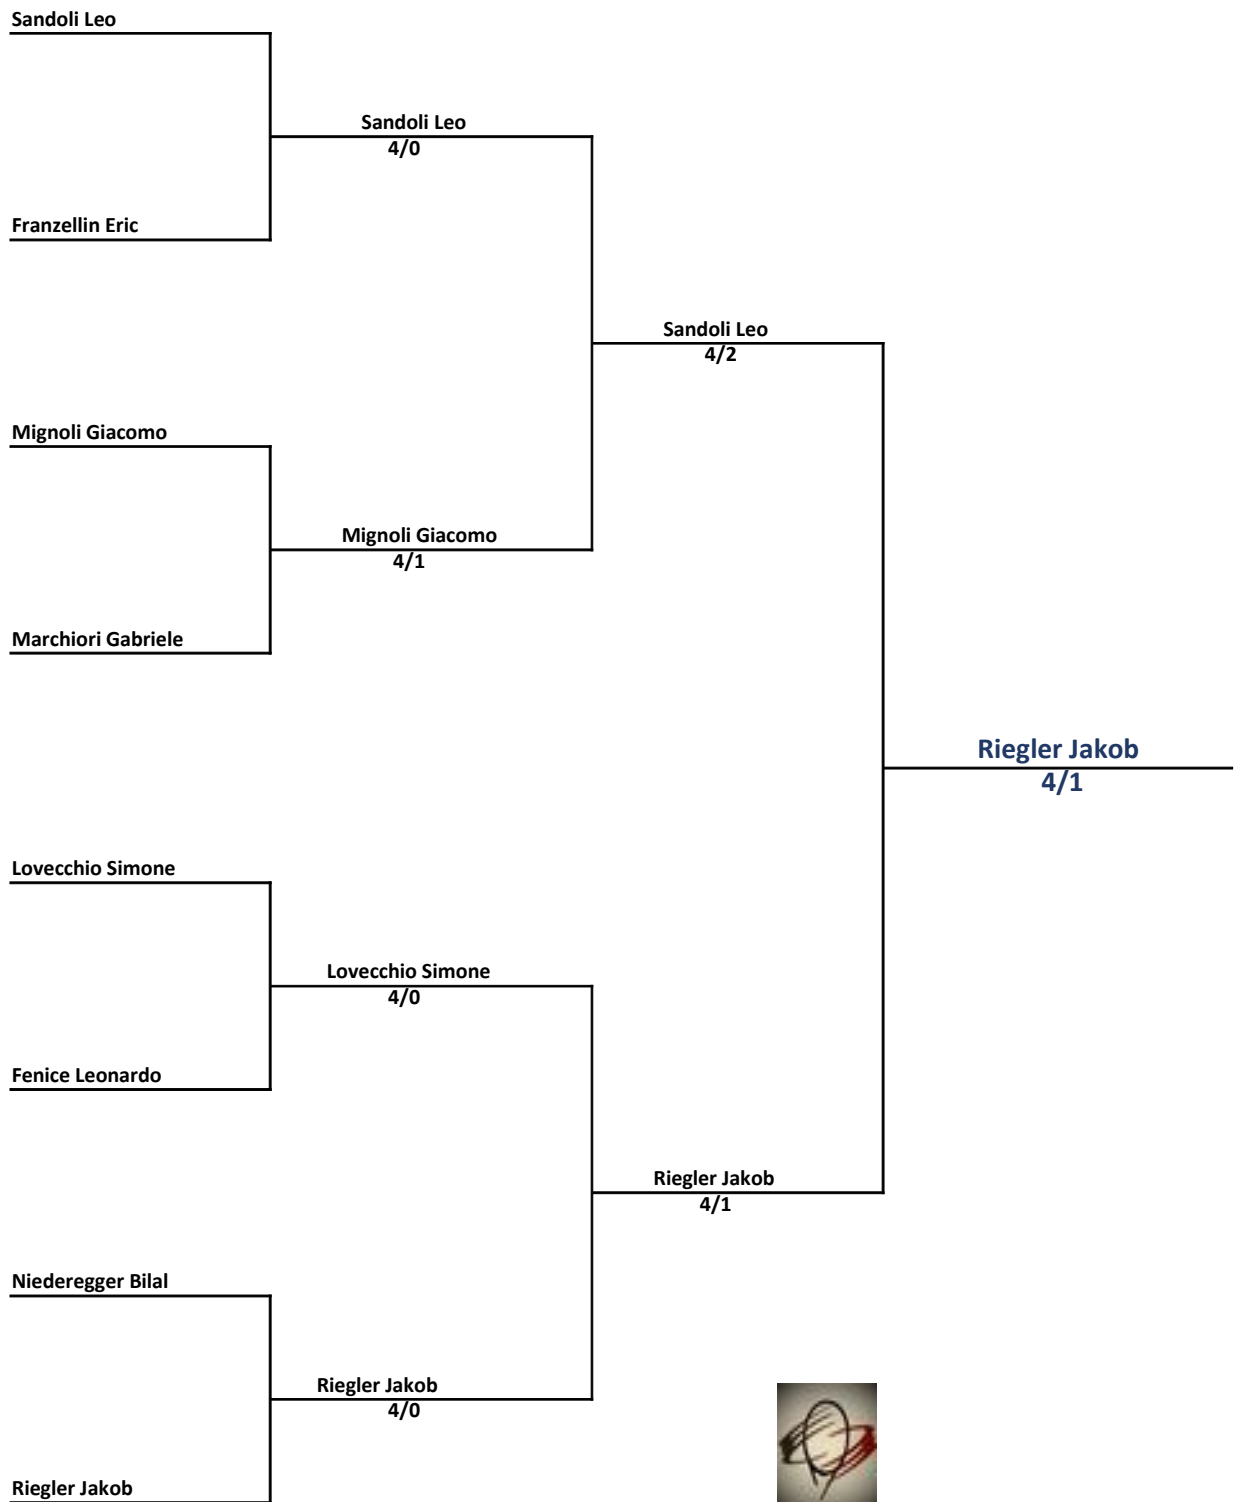 Sandoli Leo
Sandoli Leo
4/0
Franzellin Eric
Sandoli Leo
4/2
Mignoli Giacomo
Mignoli Giacomo
4/1
Marchiori Gabriele
Riegler Jakob
4/1
Lovecchio Simone
Lovecchio Simone
4/0
Fenice Leonardo
Riegler Jakob
4/1
Niederegger Bilal
Riegler Jakob
4/0
Riegler Jakob